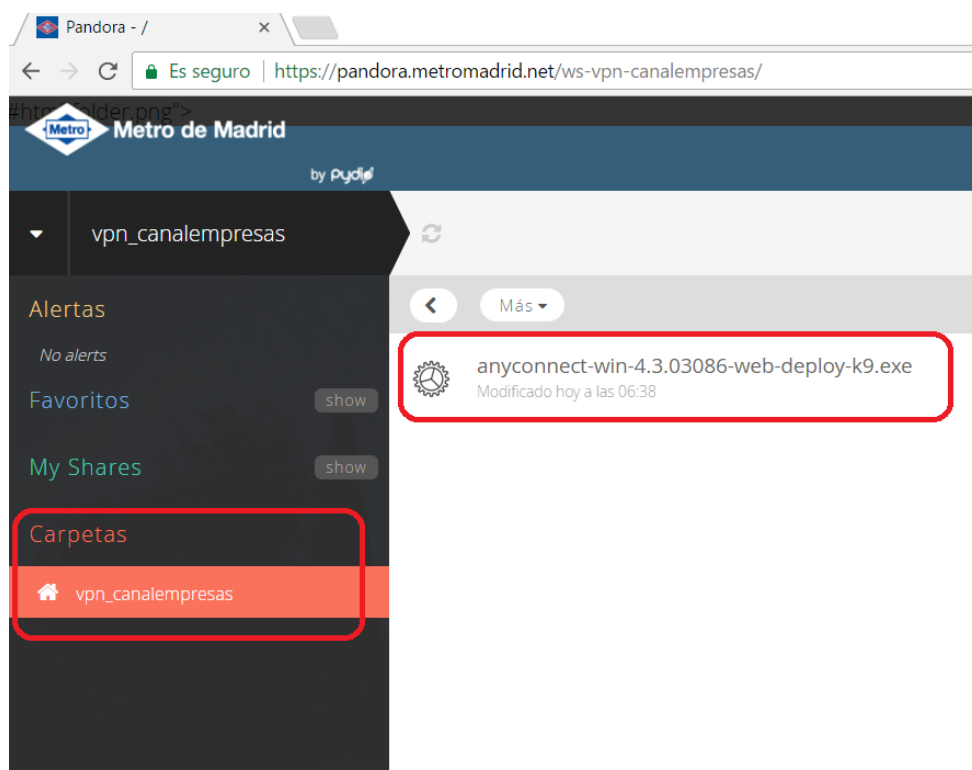 Pandora - /
Es seguro | https://pandora.metromadrid.net/ws-vpn-canalempresas/
folder.png">
Metro Metro de Madrid
by pydio
vpn_canalempresas
Alertas
Más
No alerts
anyconnect-win-4.3.03086-web-deploy-k9.exe
Modificado hoy a las 06:38
Favoritos show
My Shares show
Carpetas
vpn_canalempresas